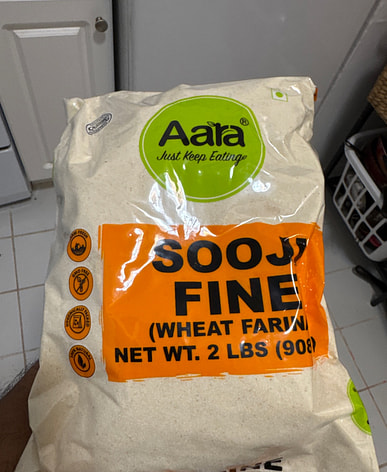 Aara®
Just Keep Eating
SOOJI
FINE
(WHEAT FARIN
NET WT. 2 LBS (908